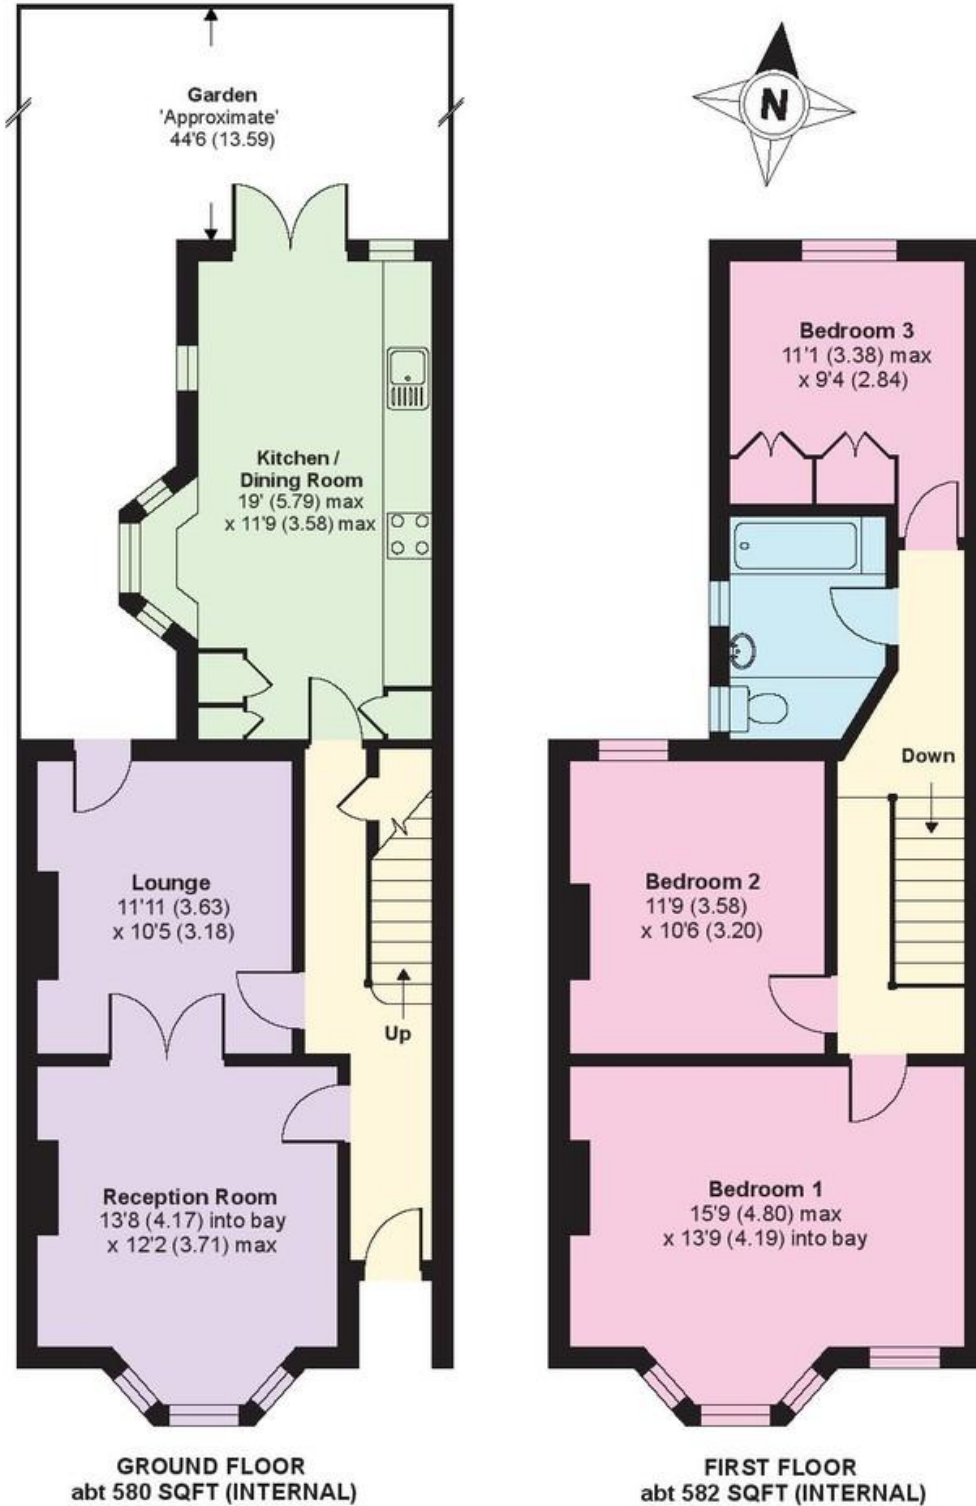 Garden
'Approximate'
44'6 (13.59)
N
Kitchen /
Dining Room
19' (5.79) max
x 11'9 (3.58) max
Lounge
11'11 (3.63)
x 10'5 (3.18)
Up
Reception Room
13'8 (4.17) into bay
x 12'2 (3.71) max
GROUND FLOOR
abt 580 SQFT (INTERNAL)
Bedroom 3
11'1 (3.38) max
x 9'4 (2.84)
Down
Bedroom 2
11'9 (3.58)
x 10'6 (3.20)
Bedroom 1
15'9 (4.80) max
x 13'9 (4.19) into bay
FIRST FLOOR
abt 582 SQFT (INTERNAL)